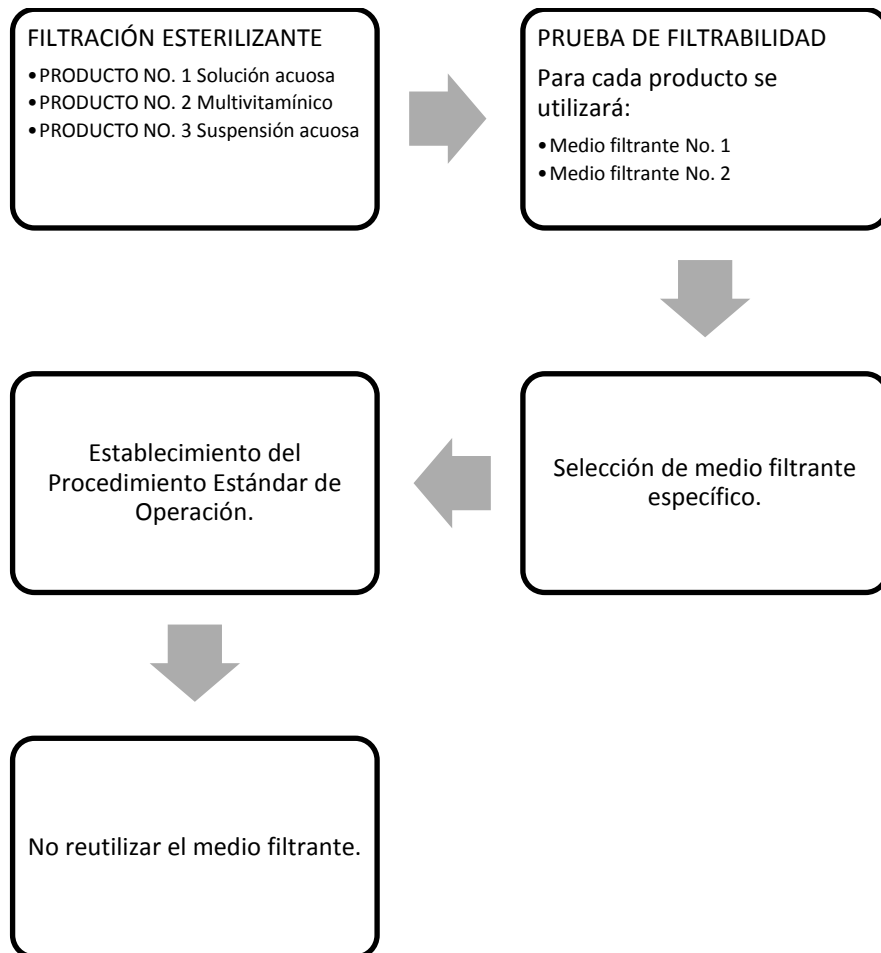 FILTRACIÓN ESTERILIZANTE
•PRODUCTO NO. 1 Solución acuosa
•PRODUCTO NO. 2 Multivitamínico
•PRODUCTO NO. 3 Suspensión acuosa
PRUEBA DE FILTRABILIDAD
Para cada producto se
utilizará:
•Medio filtrante No. 1
•Medio filtrante No. 2
Selección de medio filtrante
específico.
Establecimiento del
Procedimiento Estándar de
Operación.
No reutilizar el medio filtrante.